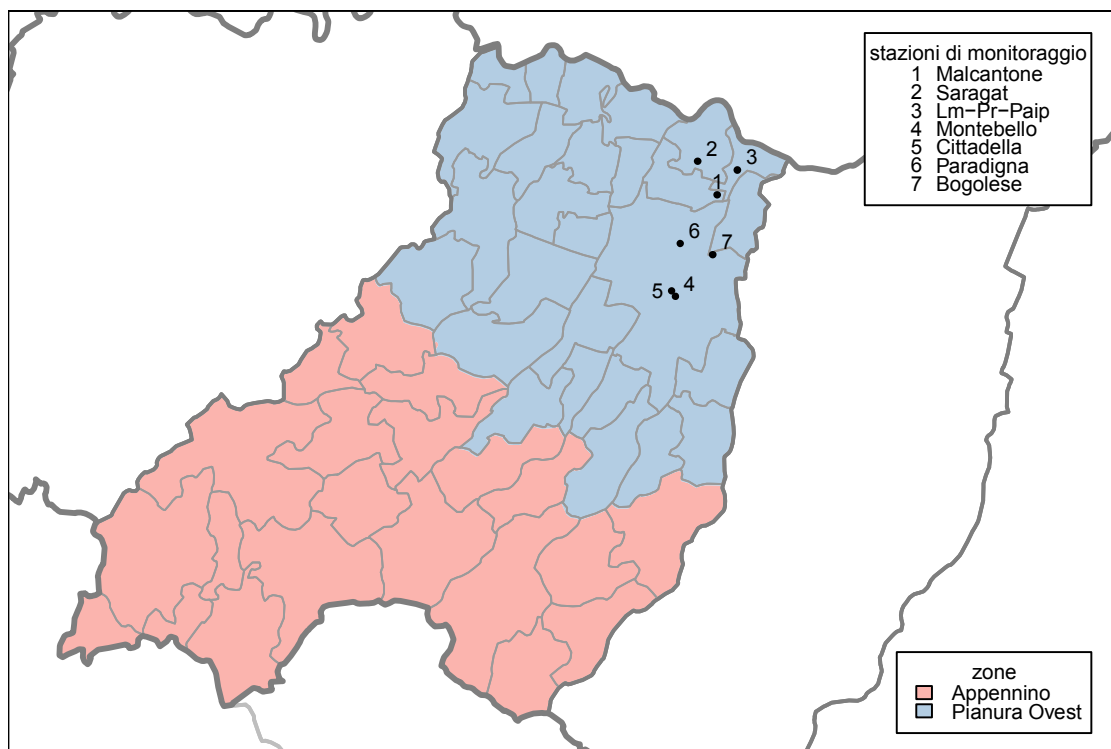 stazioni di monitoraggio
1 Malcantone
2 Saragat
3 Lm−Pr−Paip
4 Montebello
5 Cittadella
6 Paradigna
7 Bogolese
2
3
1
6
7
5
4
zone
Appennino
Pianura Ovest